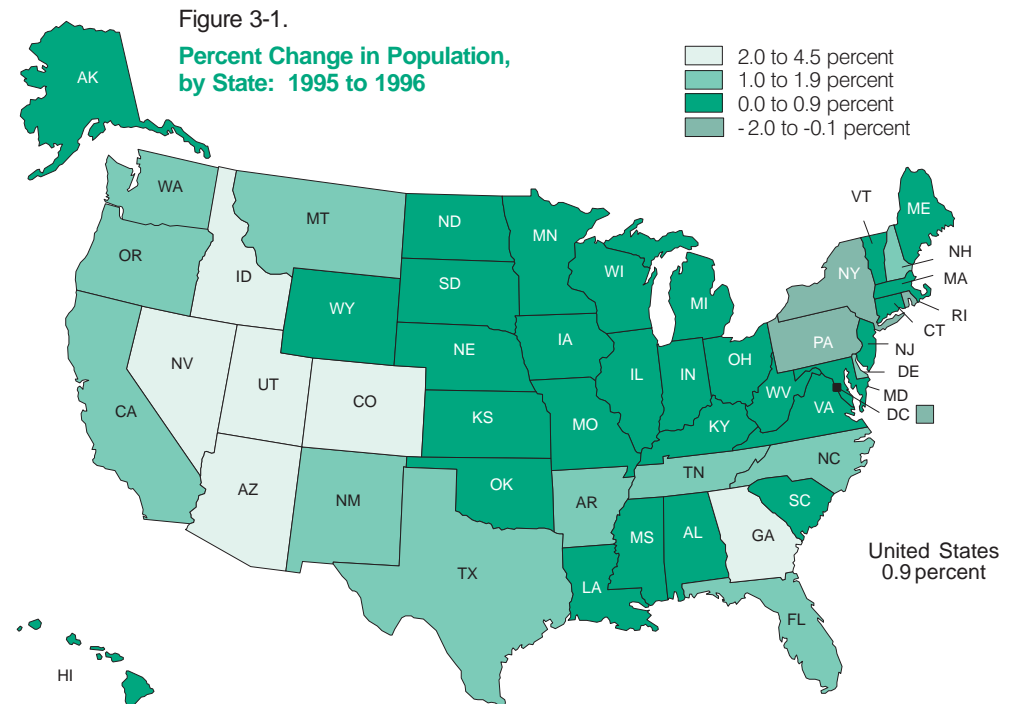 Figure 3-1.
Percent Change in Population,
by State: 1995 to 1996
2.0 to 4.5 percent
1.0 to 1.9 percent
0.0 to 0.9 percent
-2.0 to -0.1 percent
AK
WA
MT
ND
MN
VT
ME
OR
ID
WY
SD
WI
MI
NY
NH
MA
RI
CT
NV
UT
CO
NE
IA
IL
IN
OH
PA
NJ
DE
MD
DC
CA
KS
MO
KY
WV
VA
AZ
NM
OK
AR
TN
NC
SC
TX
LA
MS
AL
GA
FL
United States
0.9 percent
HI